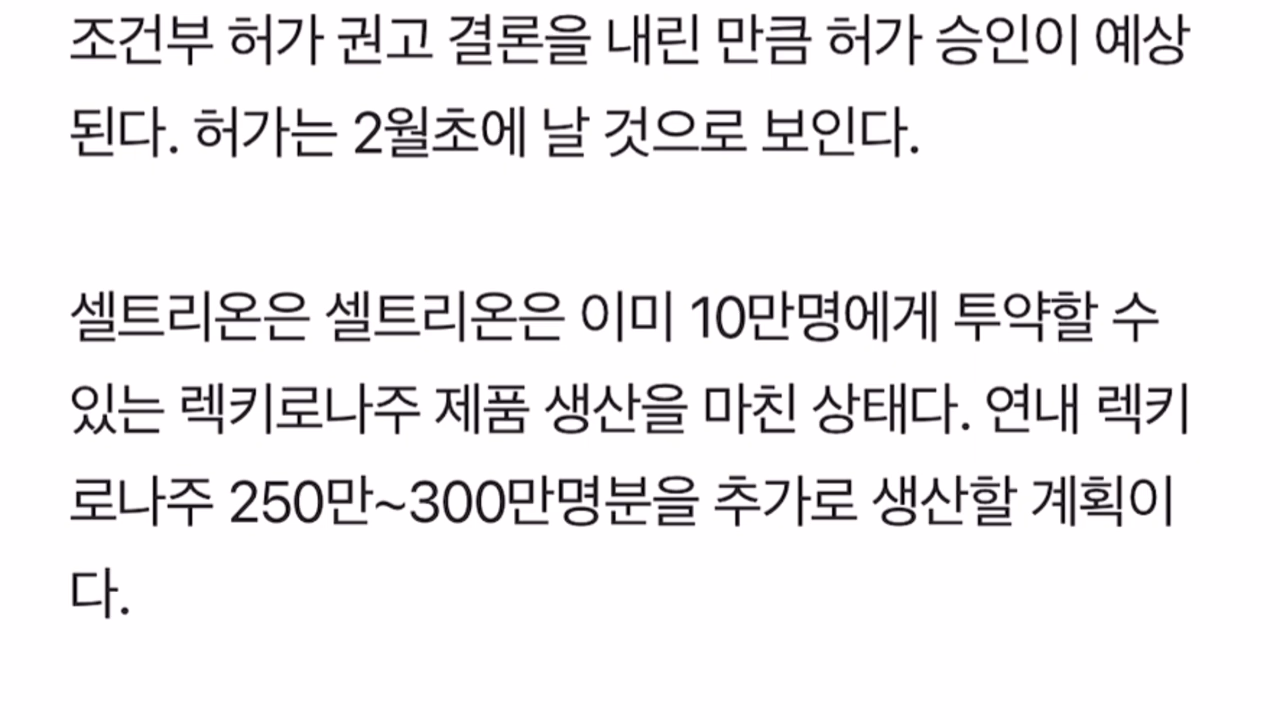 조건부 허가 권고 결론을 내린 만큼 허가 승인이 예상
된다. 허가는 2월초에 날 것으로 보인다.
셀트리온은 셀트리온은 이미 10만명에게 투약할 수
있는 렉키로나주 제품 생산을 마친 상태다. 연내 렉키
로나주 250만~300만명분을 추가로 생산할 계획이
다.